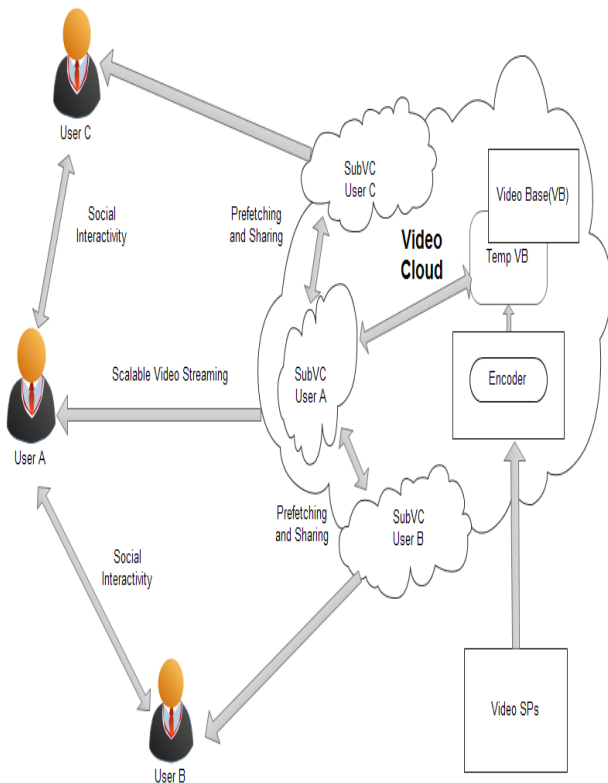 User C
SubVC
User C
Video Base(VB)
Social
Interactivity
Prefetching
and Sharing
Video
Cloud
Temp VB
Scalable Video Streaming
SubVC
User A
Encoder
User A
Prefetching
and Sharing
SubVC
User B
Social
Interactivity
Video SPs
User B